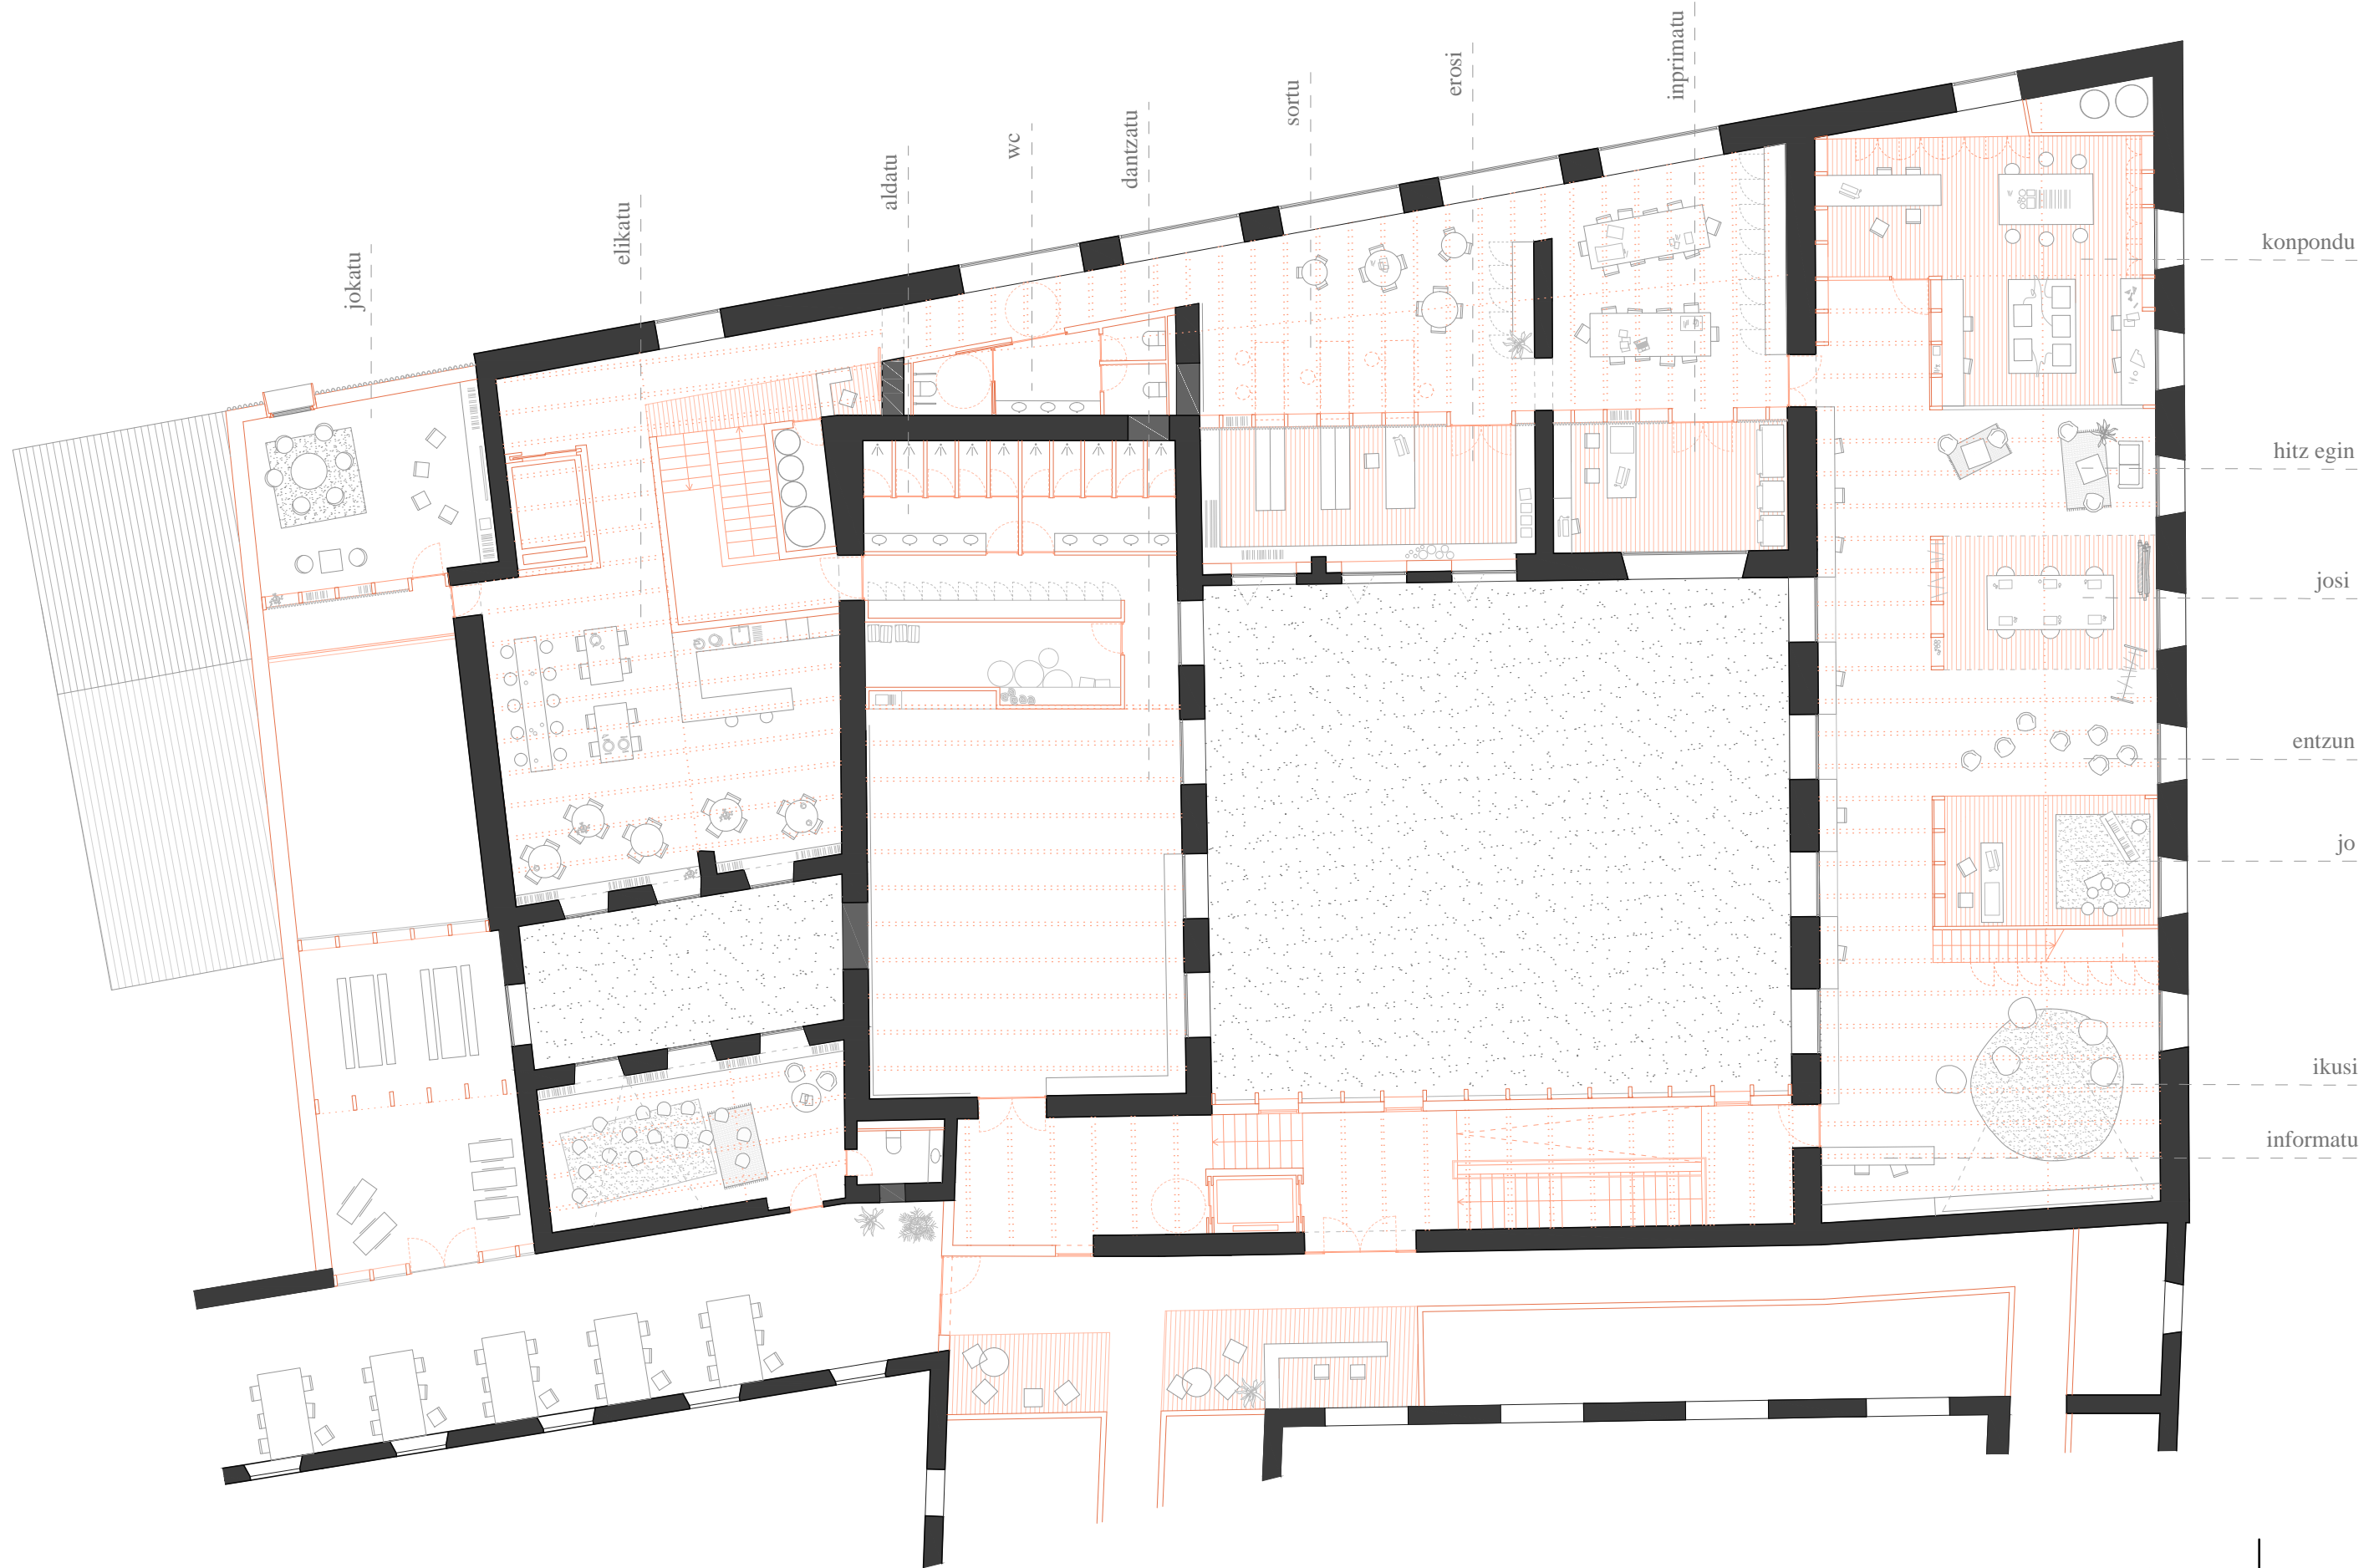 jokatu
elikatu
aldatu
wc
dantzatu
sortu
erosi
inprimatu
konpondu
hitz egin
josi
entzun
jo
ikusi
informatu